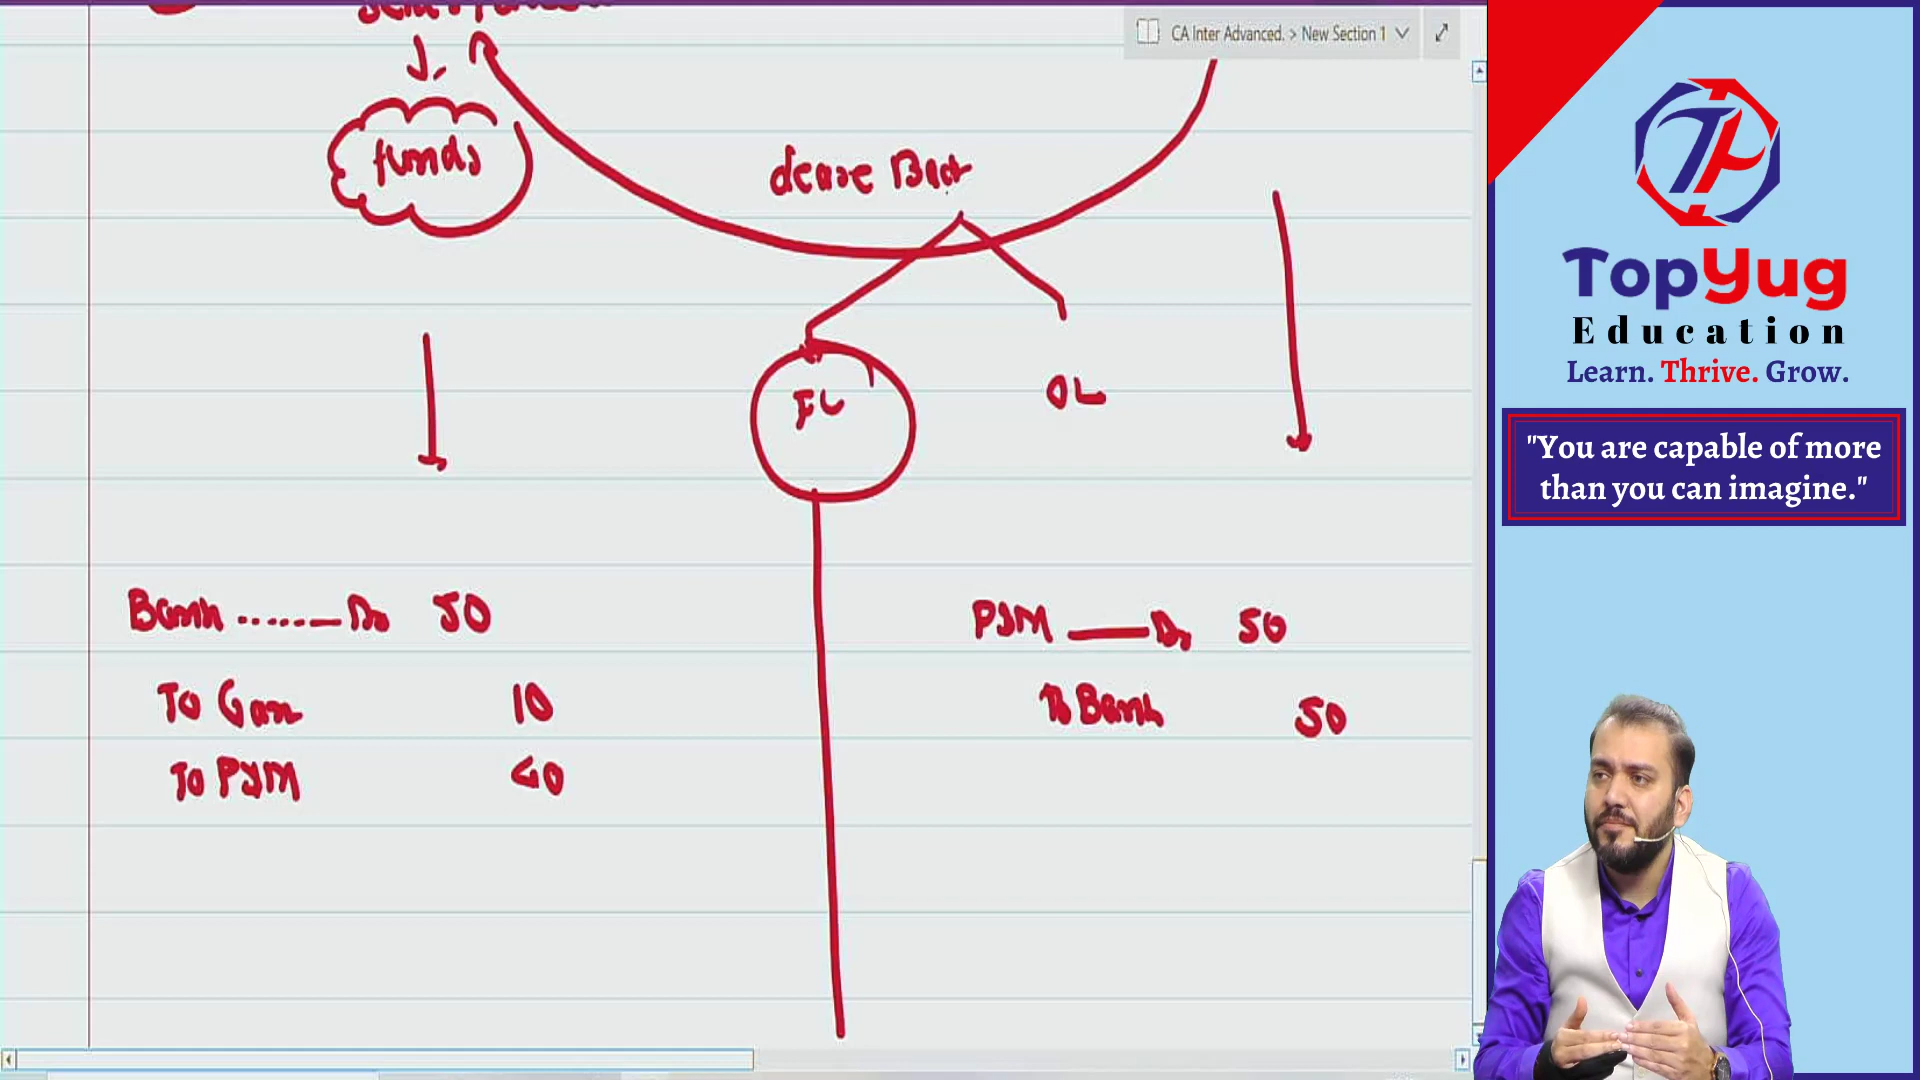 CA Inter Advanced. > New Section 1
funds
Lease Back
FL
OL
Bank ......— Dr 50
To Gain 10
To PPM 40
PPM — Dr 50
To Bank 50
TopYug
Education
Learn. Thrive. Grow.
"You are capable of more
than you can imagine."